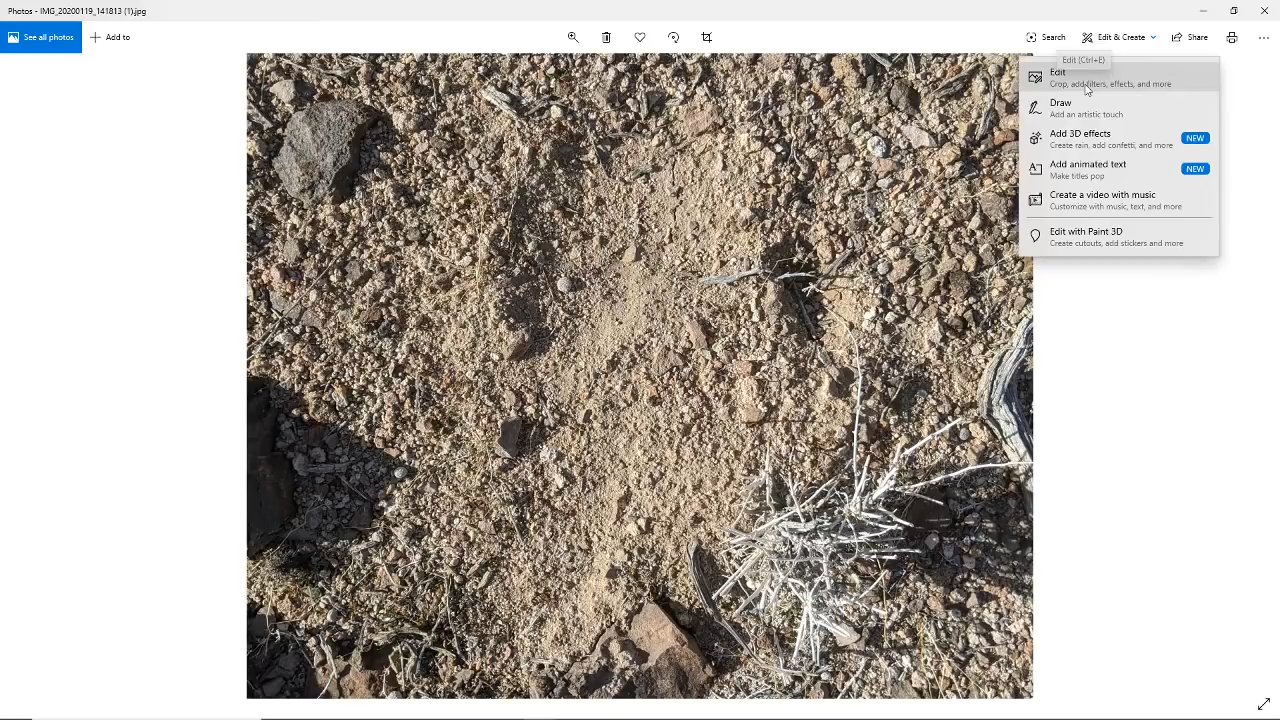 Photos - IMG_20200119_141813 (1).jpg
See all photos
Add to
Search
Edit & Create
Share
Edit (Ctrl+E)
Edit
Crop, add filters, effects, and more
Draw
Add an artistic touch
Add 3D effects
NEW
Create rain, add confetti, and more
Add animated text
NEW
Make titles pop
Create a video with music
Customize with music, text, and more
Edit with Paint 3D
Create cutouts, add stickers and more